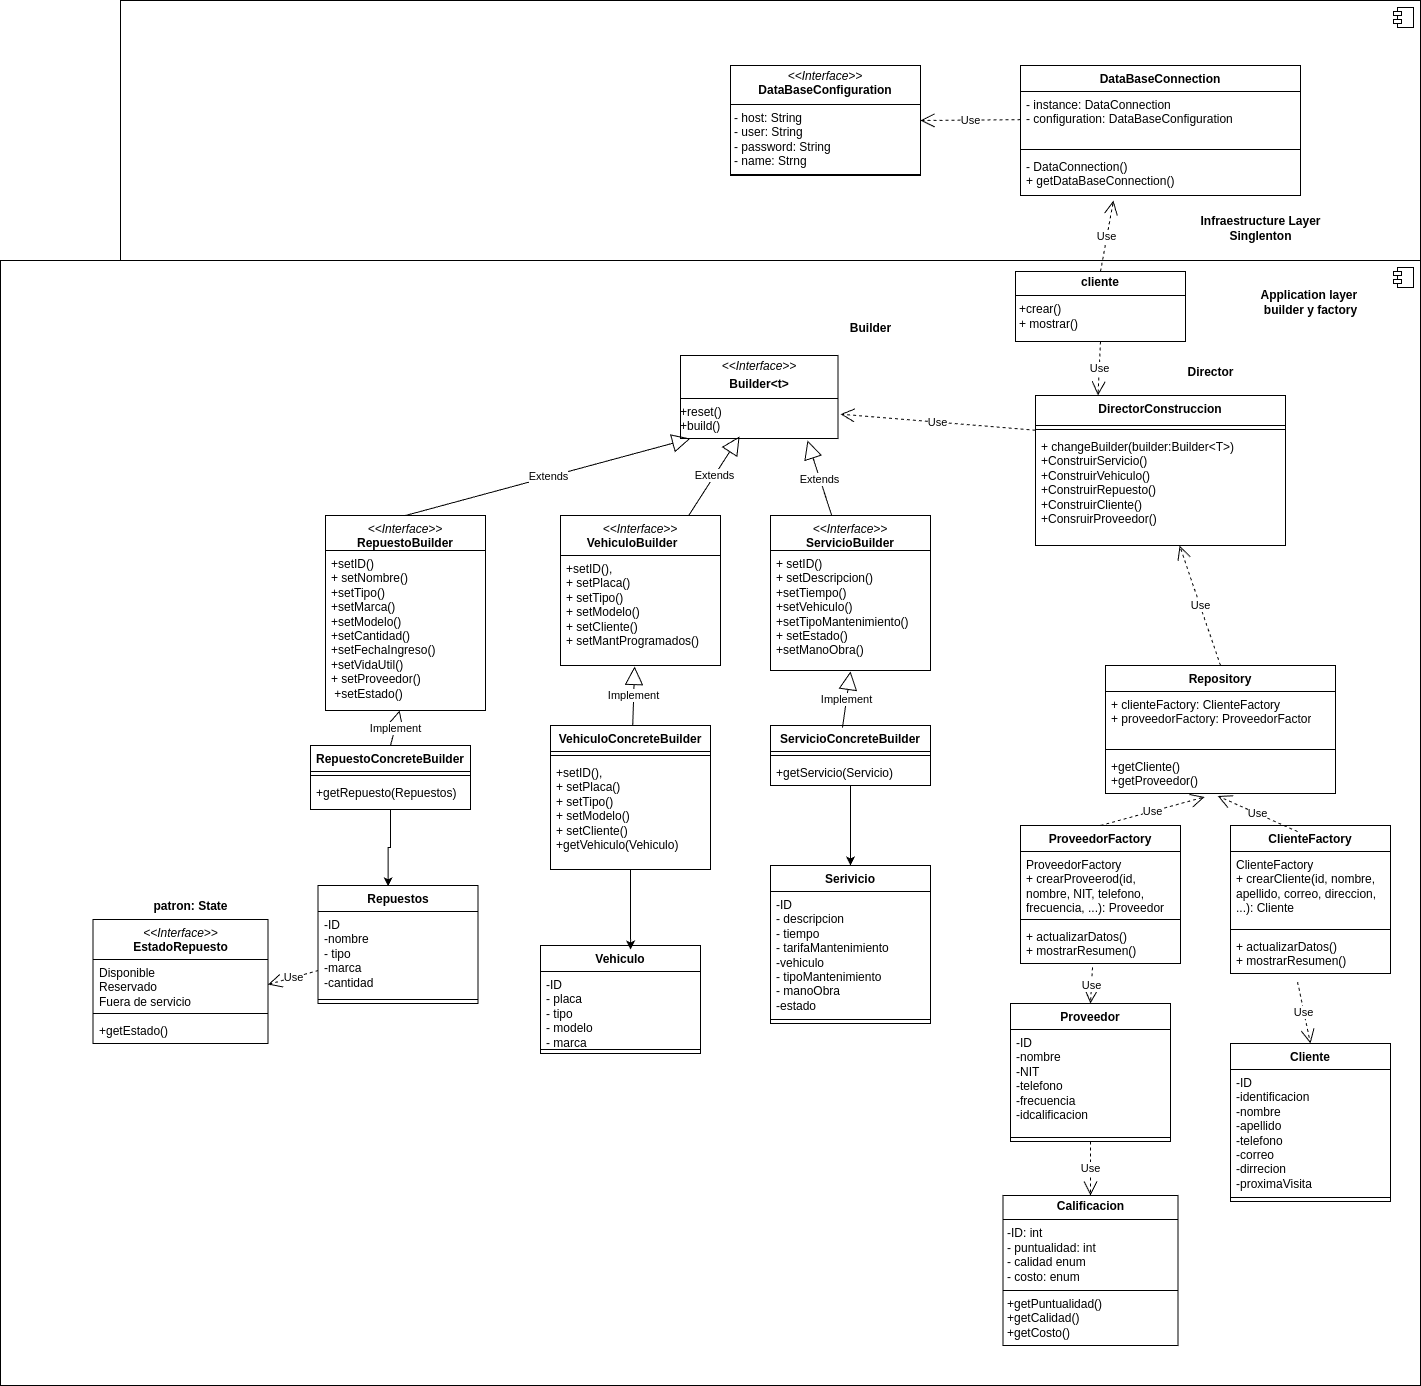 <<Interface>>
DataBaseConfiguration
- host: String
- user: String
- password: String
- name: Strng
Use
DataBaseConnection
- instance: DataConnection
- configuration: DataBaseConfiguration
- DataConnection()
+ getDataBaseConnection()
Infraestructure Layer
Singlenton
Use
cliente
+crear()
+ mostrar()
Application layer
builder y factory
Builder
<<Interface>>
Builder<t>
+reset()
+build()
Use
Use
Director
DirectorConstruccion
+ changeBuilder(builder:Builder<T>)
+ConstruirServicio()
+ConstruirVehiculo()
+ConstruirRepuesto()
+ConstruirCliente()
+ConsruirProveedor()
Extends
Extends
Extends
<<Interface>>
RepuestoBuilder
+setID()
+ setNombre()
+setTipo()
+setMarca()
+setModelo()
+setCantidad()
+setFechaIngreso()
+setVidaUtil()
+ setProveedor()
+setEstado()
<<Interface>>
VehiculoBuilder
+setID(),
+ setPlaca()
+ setTipo()
+ setModelo()
+ setCliente()
+ setMantProgramados()
<<Interface>>
ServicioBuilder
+ setID()
+ setDescripcion()
+setTiempo()
+setVehiculo()
+setTipoMantenimiento()
+ setEstado()
+setManoObra()
Use
Implement
Implement
Implement
Repository
+ clienteFactory: ClienteFactory
+ proveedorFactory: ProveedorFactor
+getCliente()
+getProveedor()
RepuestoConcreteBuilder
+getRepuesto(Repuestos)
VehiculoConcreteBuilder
+setID(),
+ setPlaca()
+ setTipo()
+ setModelo()
+ setCliente()
+getVehiculo(Vehiculo)
ServicioConcreteBuilder
+getServicio(Servicio)
Use
Use
ProveedorFactory
ProveedorFactory
+ crearProveerod(id,
nombre, NIT, telefono,
frecuencia, ...): Proveedor
+ actualizarDatos()
+ mostrarResumen()
ClienteFactory
ClienteFactory
+ crearCliente(id, nombre,
apellido, correo, direccion,
...): Cliente
+ actualizarDatos()
+ mostrarResumen()
patron: State
<<Interface>>
EstadoRepuesto
Disponible
Reservado
Fuera de servicio
+getEstado()
Use
Repuestos
-ID
-nombre
- tipo
-marca
-cantidad
Vehiculo
-ID
- placa
- tipo
- modelo
- marca
Serivicio
-ID
- descripcion
- tiempo
- tarifaMantenimiento
-vehiculo
- tipoMantenimiento
- manoObra
-estado
Use
Use
Proveedor
-ID
-nombre
-NIT
-telefono
-frecuencia
-idcalificacion
Cliente
-ID
-identificacion
-nombre
-apellido
-telefono
-correo
-dirrecion
-proximaVisita
Use
Calificacion
-ID: int
- puntualidad: int
- calidad enum
- costo: enum
+getPuntualidad()
+getCalidad()
+getCosto()